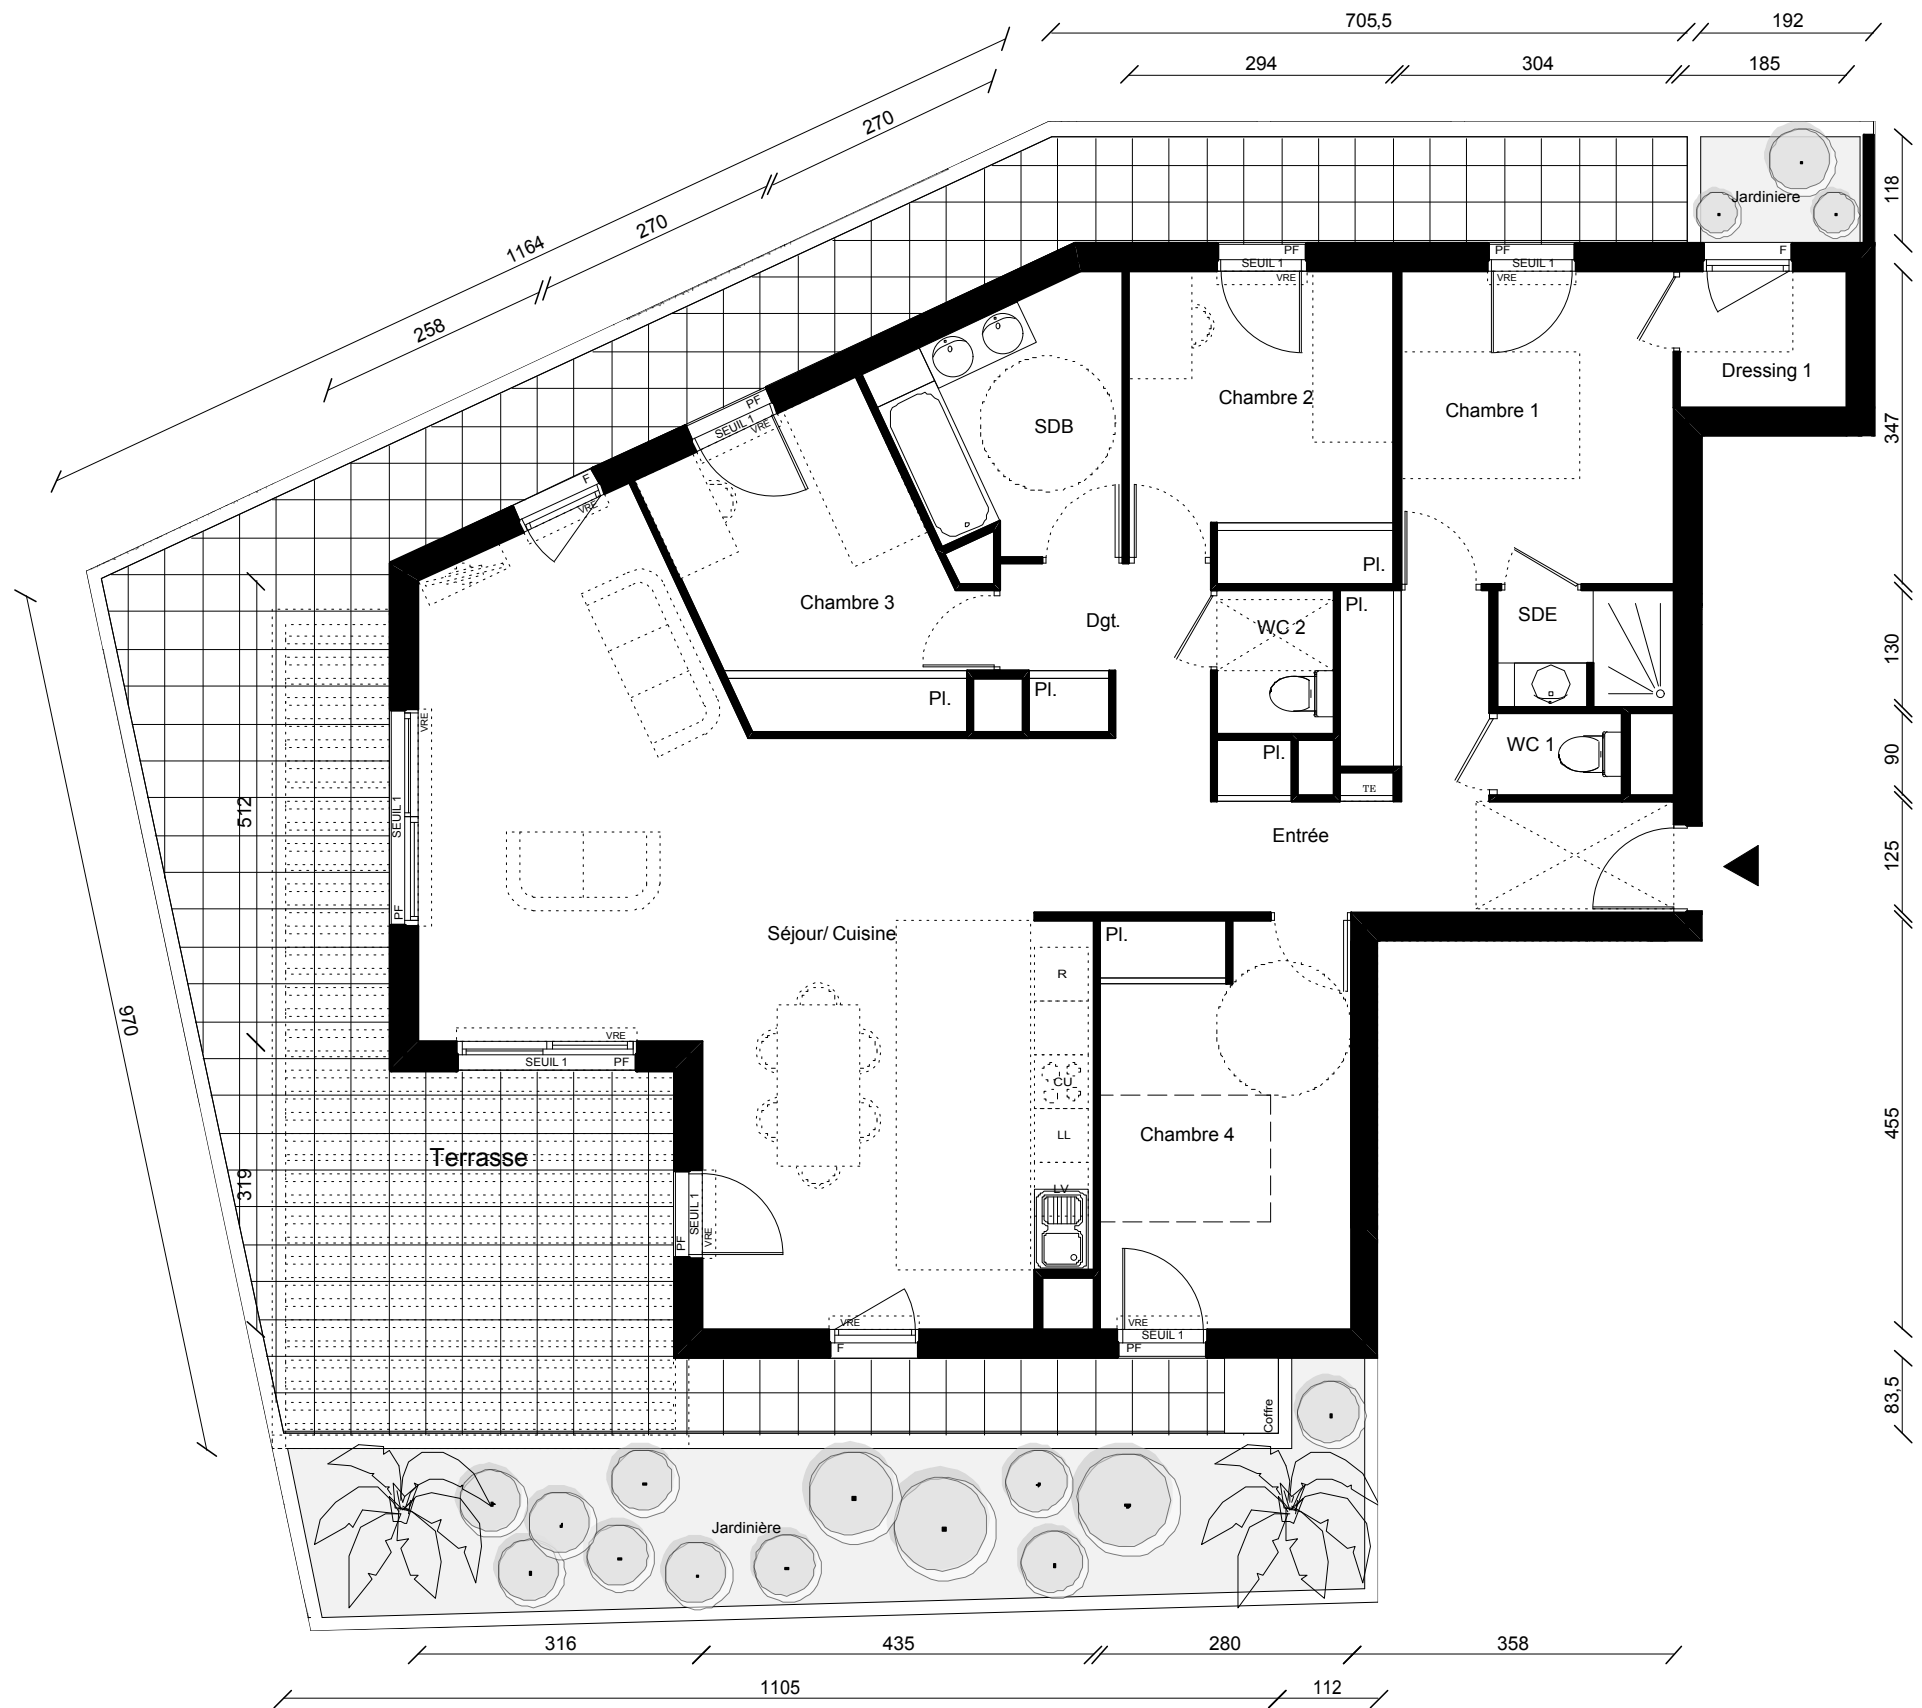 705,5
192
294
304
185
270
270
1164
258
Jardiniere
118
PF
SEUIL 1
VRE
PF
SEUIL 1
VRE
F
Dressing 1
Chambre 2
Chambre 1
SDB
347
PF
SEUIL 1
VRE
F
VRE
Pl.
Chambre 3
Dgt.
WC 2
Pl.
SDE
130
Pl.
Pl.
VRE
WC 1
Pl.
90
TE
512
SEUIL 1
PF
Entrée
125
Séjour/ Cuisine
Pl.
R
970
VRE
SEUIL 1
PF
CU
LL
Chambre 4
455
Terrasse
319
LV
SEUIL 1
PF
VRE
VRE
F
VRE
SEUIL 1
PF
83,5
Coffre
Jardinière
316
435
280
358
1105
112